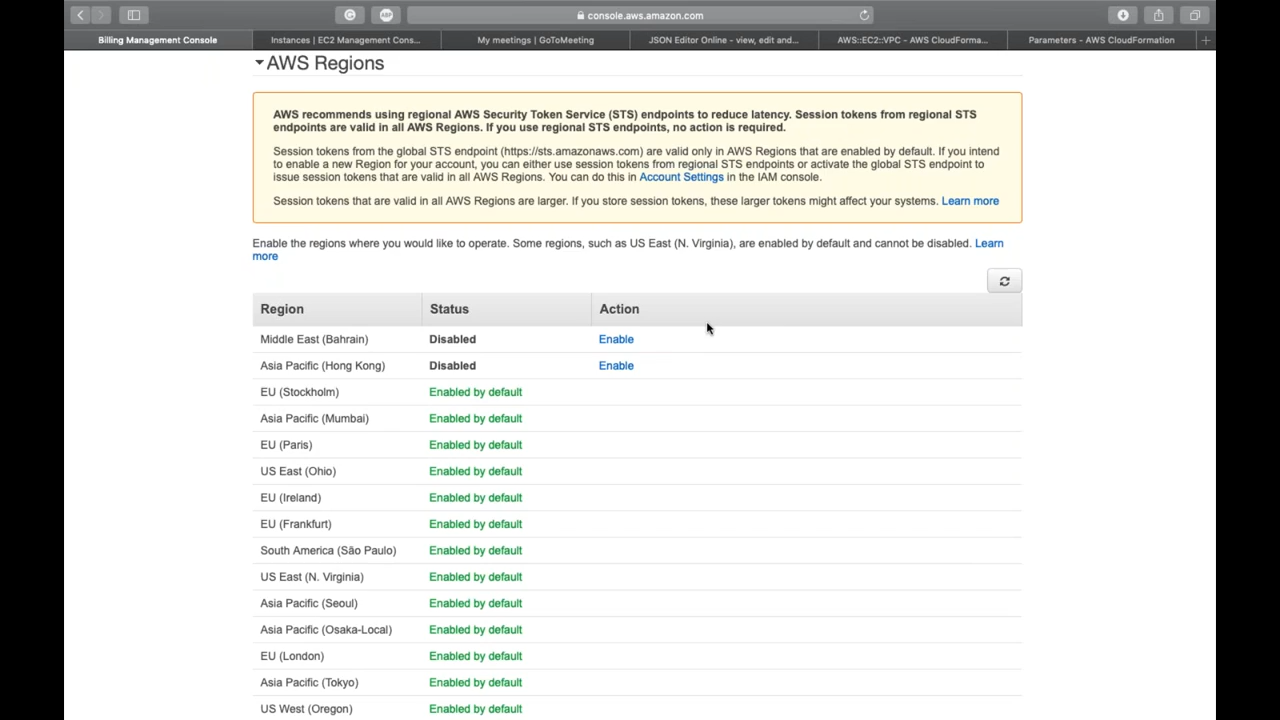 console.aws.amazon.com
Billing Management Console
Instances | EC2 Management Cons...
My meetings | GoToMeeting
JSON Editor Online - view, edit and...
AWS::EC2::VPC - AWS CloudForma...
Parameters - AWS CloudFormation
AWS Regions
AWS recommends using regional AWS Security Token Service (STS) endpoints to reduce latency. Session tokens from regional STS
endpoints are valid in all AWS Regions. If you use regional STS endpoints, no action is required.
Session tokens from the global STS endpoint (https://sts.amazonaws.com) are valid only in AWS Regions that are enabled by default. If you intend
to enable a new Region for your account, you can either use session tokens from regional STS endpoints or activate the global STS endpoint to
issue session tokens that are valid in all AWS Regions. You can do this in Account Settings in the IAM console.
Session tokens that are valid in all AWS Regions are larger. If you store session tokens, these larger tokens might affect your systems. Learn more
Enable the regions where you would like to operate. Some regions, such as US East (N. Virginia), are enabled by default and cannot be disabled. Learn
more
Region Status Action
Middle East (Bahrain) Disabled Enable
Asia Pacific (Hong Kong) Disabled Enable
EU (Stockholm) Enabled by default
Asia Pacific (Mumbai) Enabled by default
EU (Paris) Enabled by default
US East (Ohio) Enabled by default
EU (Ireland) Enabled by default
EU (Frankfurt) Enabled by default
South America (São Paulo) Enabled by default
US East (N. Virginia) Enabled by default
Asia Pacific (Seoul) Enabled by default
Asia Pacific (Osaka-Local) Enabled by default
EU (London) Enabled by default
Asia Pacific (Tokyo) Enabled by default
US West (Oregon) Enabled by default